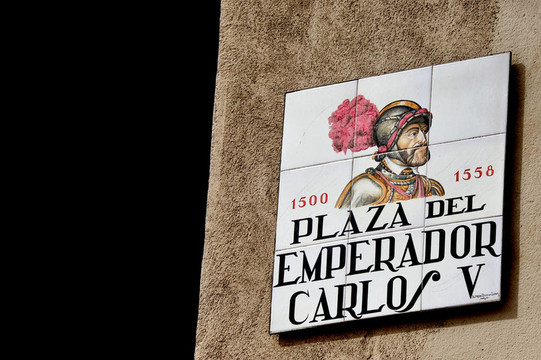 1500 1558
PLAZA DEL
EMPERADOR
CARLOS V